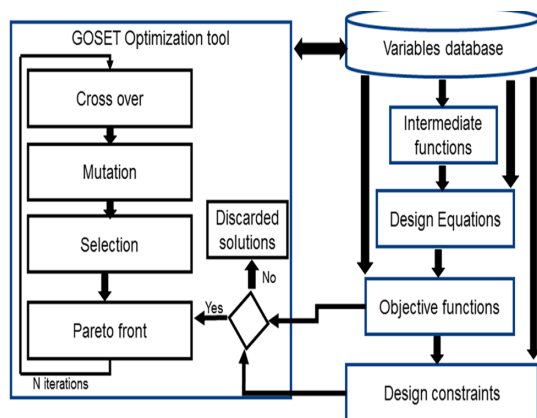 GOSET Optimization tool
Cross over
Mutation
Selection
Pareto front
N iterations
Discarded
solutions
No
Yes
Variables database
Intermediate
functions
Design Equations
Objective functions
Design constraints